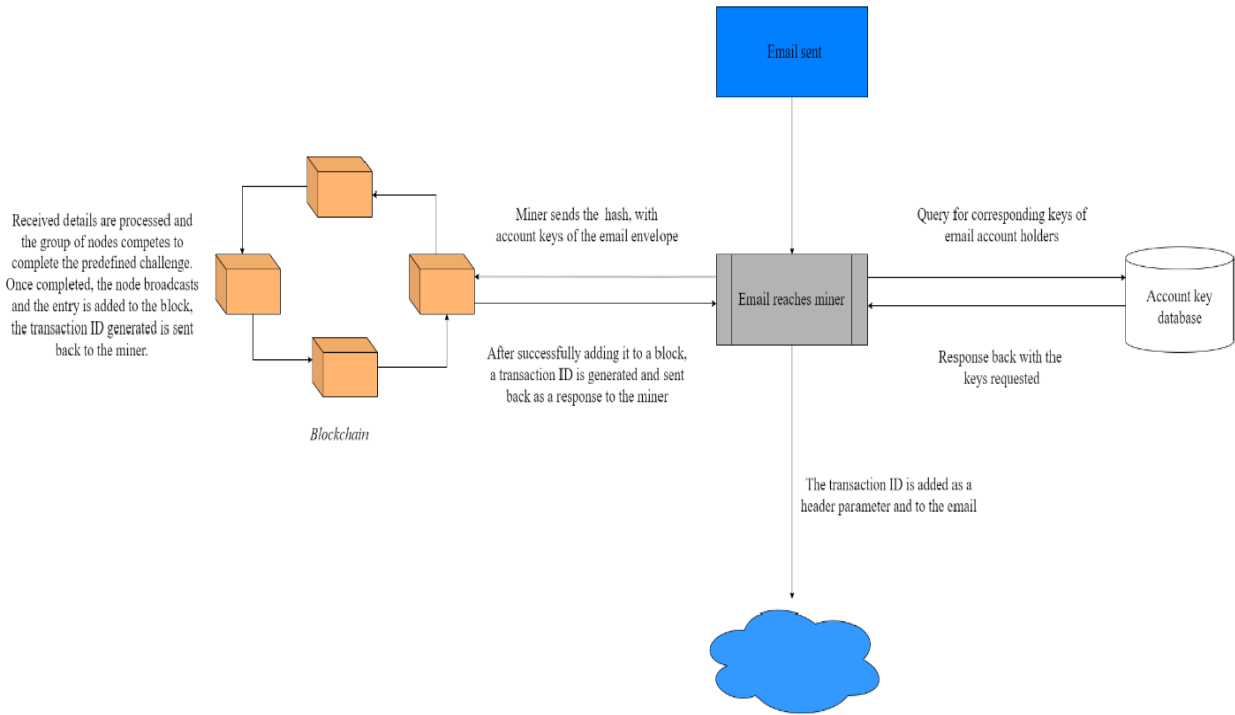 Email sent
Received details are processed and
the group of nodes competes to
complete the predefined challenge.
Once completed, the node broadcasts
and the entry is added to the block,
the transaction ID generated is sent
back to the miner.
Miner sends the hash, with
account keys of the email envelope
Query for corresponding keys of
email account holders
Email reaches miner
Account key
database
After successfully adding it to a block,
a transaction ID is generated and sent
back as a response to the miner
Response back with the
keys requested
Blockchain
The transaction ID is added as a
header parameter and to the email